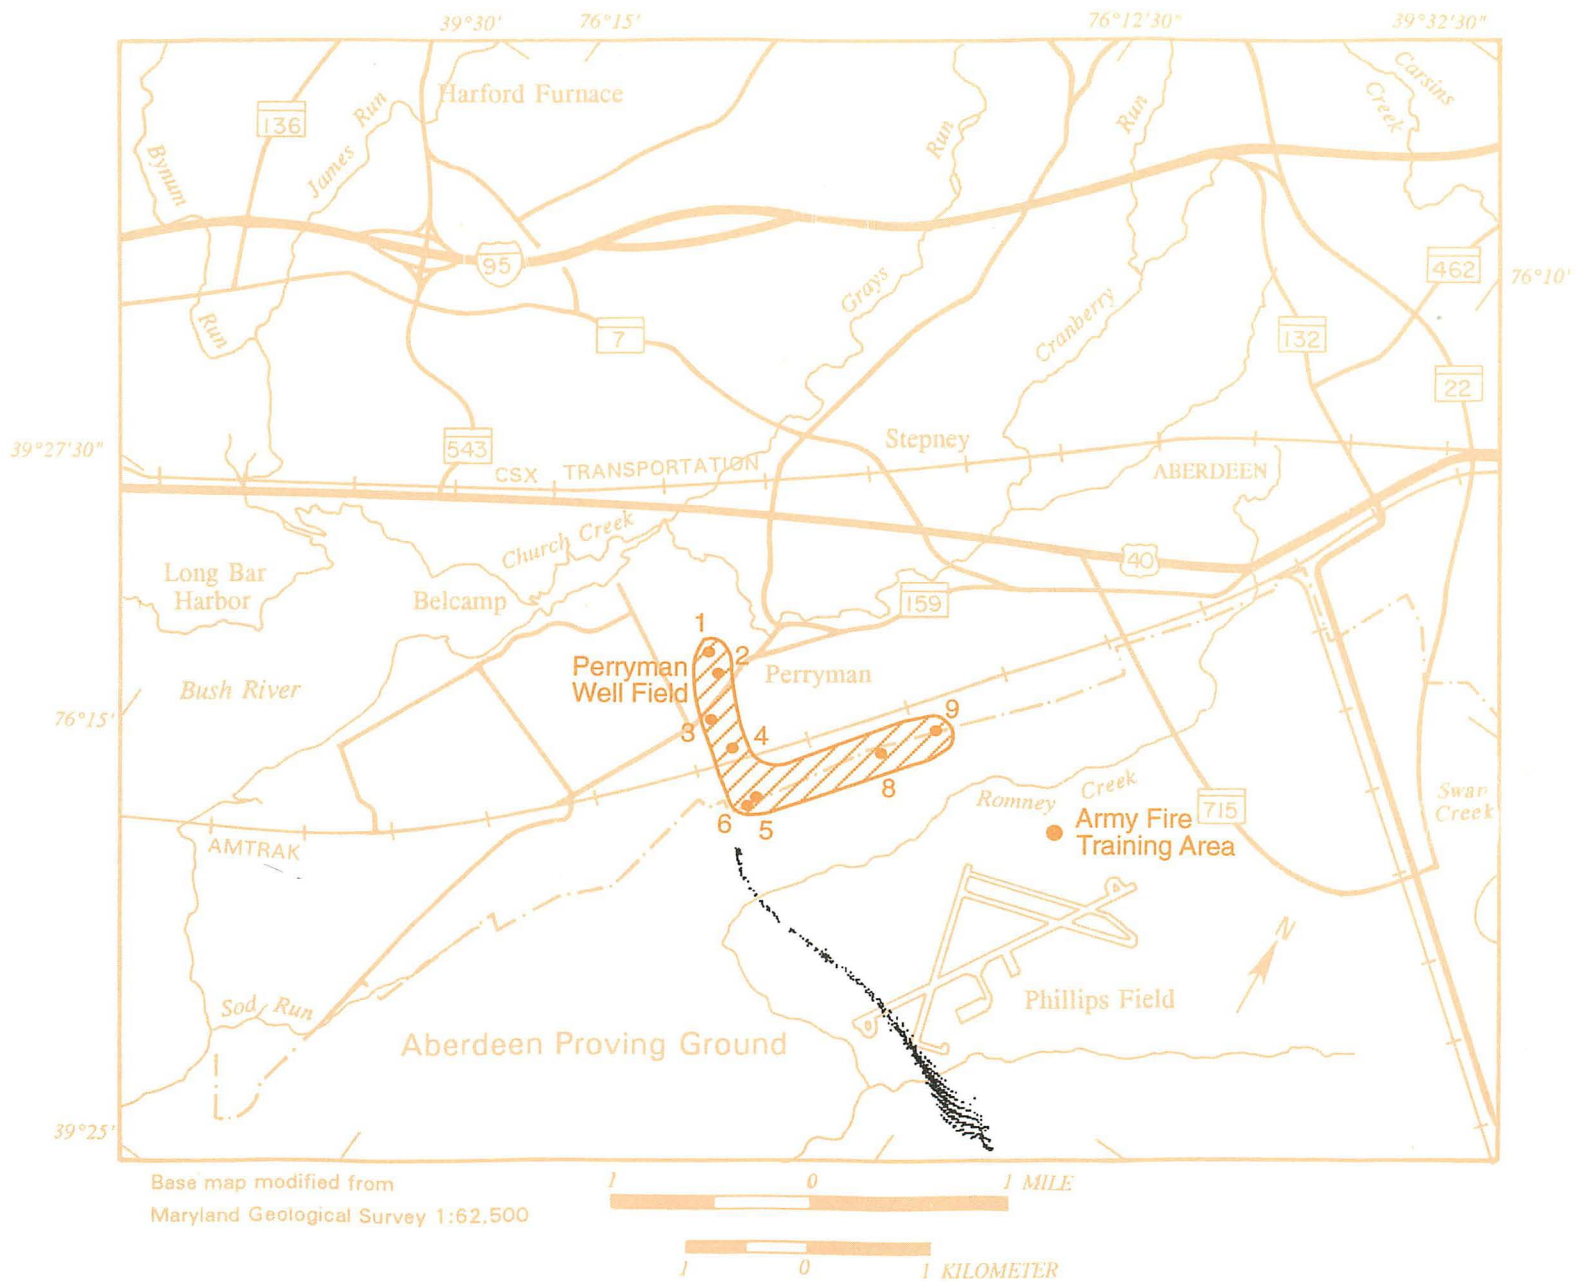 39°30' 76°15' 76°12'30" 39°32'30"
Harford Furnace
Carsins
Creek
136
James Run
Run
Run
Bynum
95
462
76°10'
Grays
Run
7
Cranberry
132
22
543
39°27'30"
Stepney
CSX TRANSPORTATION
ABERDEEN
Church Creek
40
Long Bar
Harbor
Belcamp
159
1
2
Perryman
Well Field
Perryman
Bush River
76°15'
3
4
9
8
Romney Creek
715
Swan
Creek
6
5
Army Fire
Training Area
AMTRAK
N
Phillips Field
Sod Run
Aberdeen Proving Ground
39°25'
Base map modified from
Maryland Geological Survey 1:62,500
1 0 1 MILE
1 0 1 KILOMETER